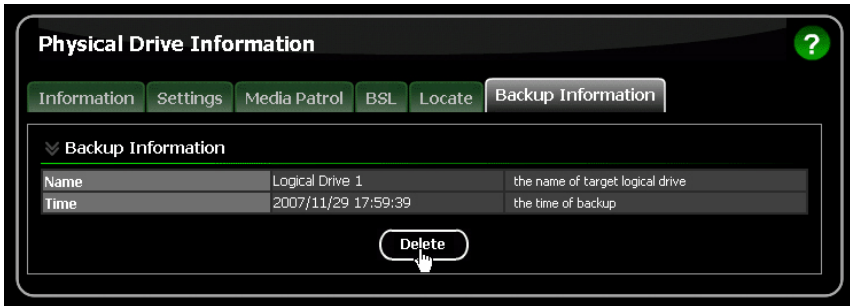 Physical Drive Information
?
Information Settings Media Patrol BSL Locate Backup Information
Backup Information
Name Logical Drive 1 the name of target logical drive
Time 2007/11/29 17:59:39 the time of backup
Delete